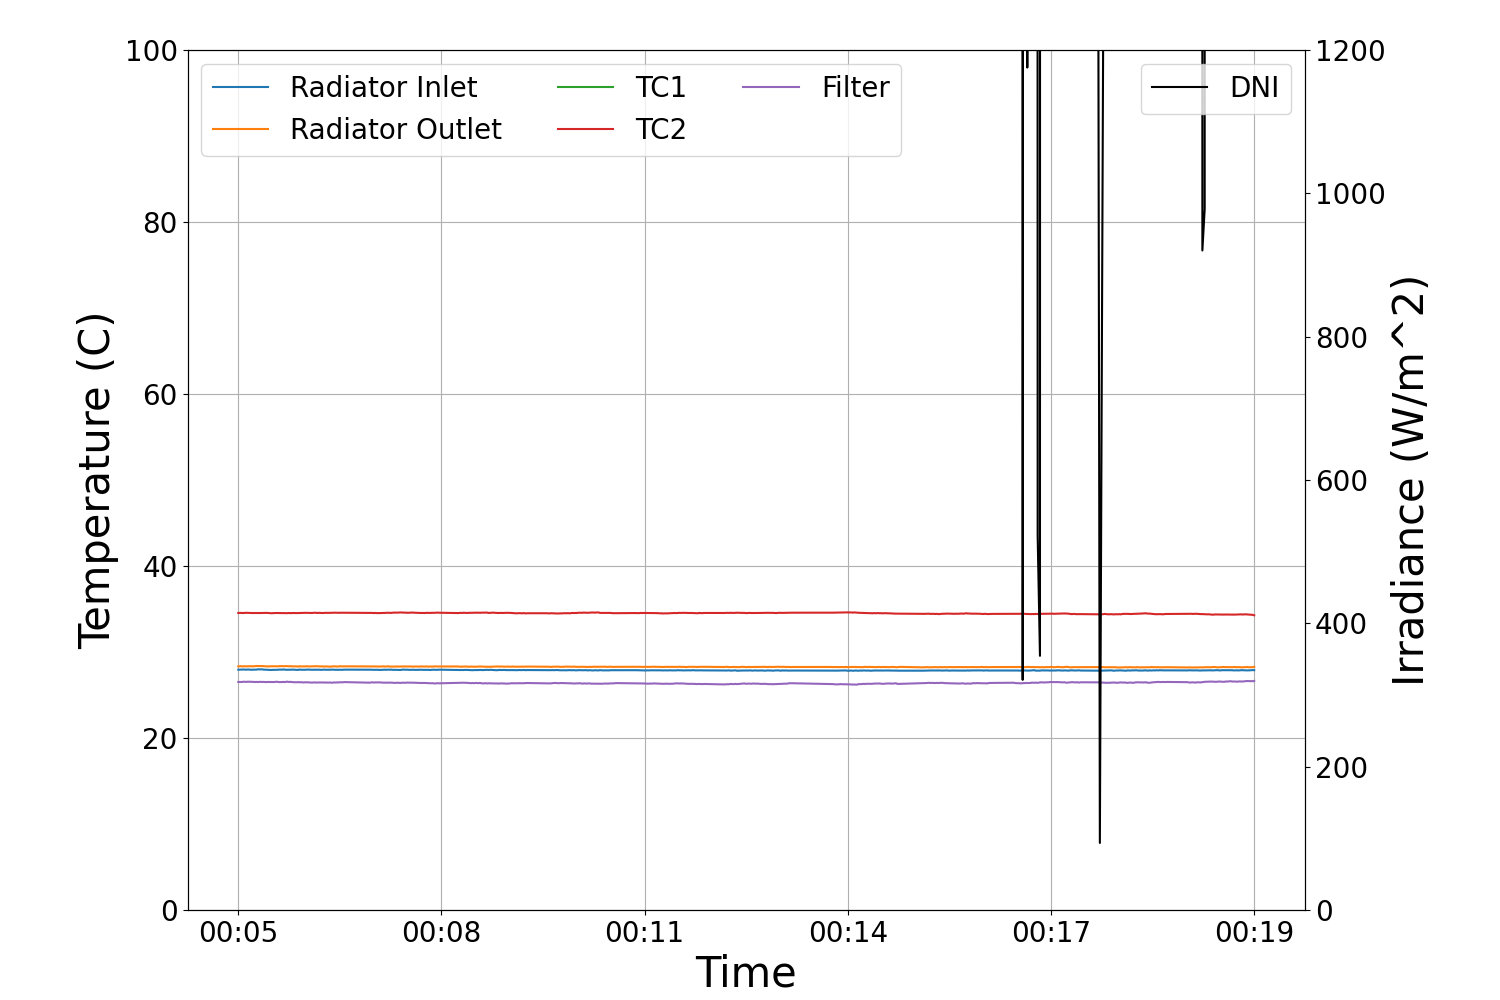 100
80
60
40
20
0
Temperature (C)
Radiator Inlet
Radiator Outlet
TC1
TC2
Filter
DNI
1200
1000
800
600
400
200
0
Irradiance (W/m^2)
00:05
00:08
00:11
00:14
00:17
00:19
Time